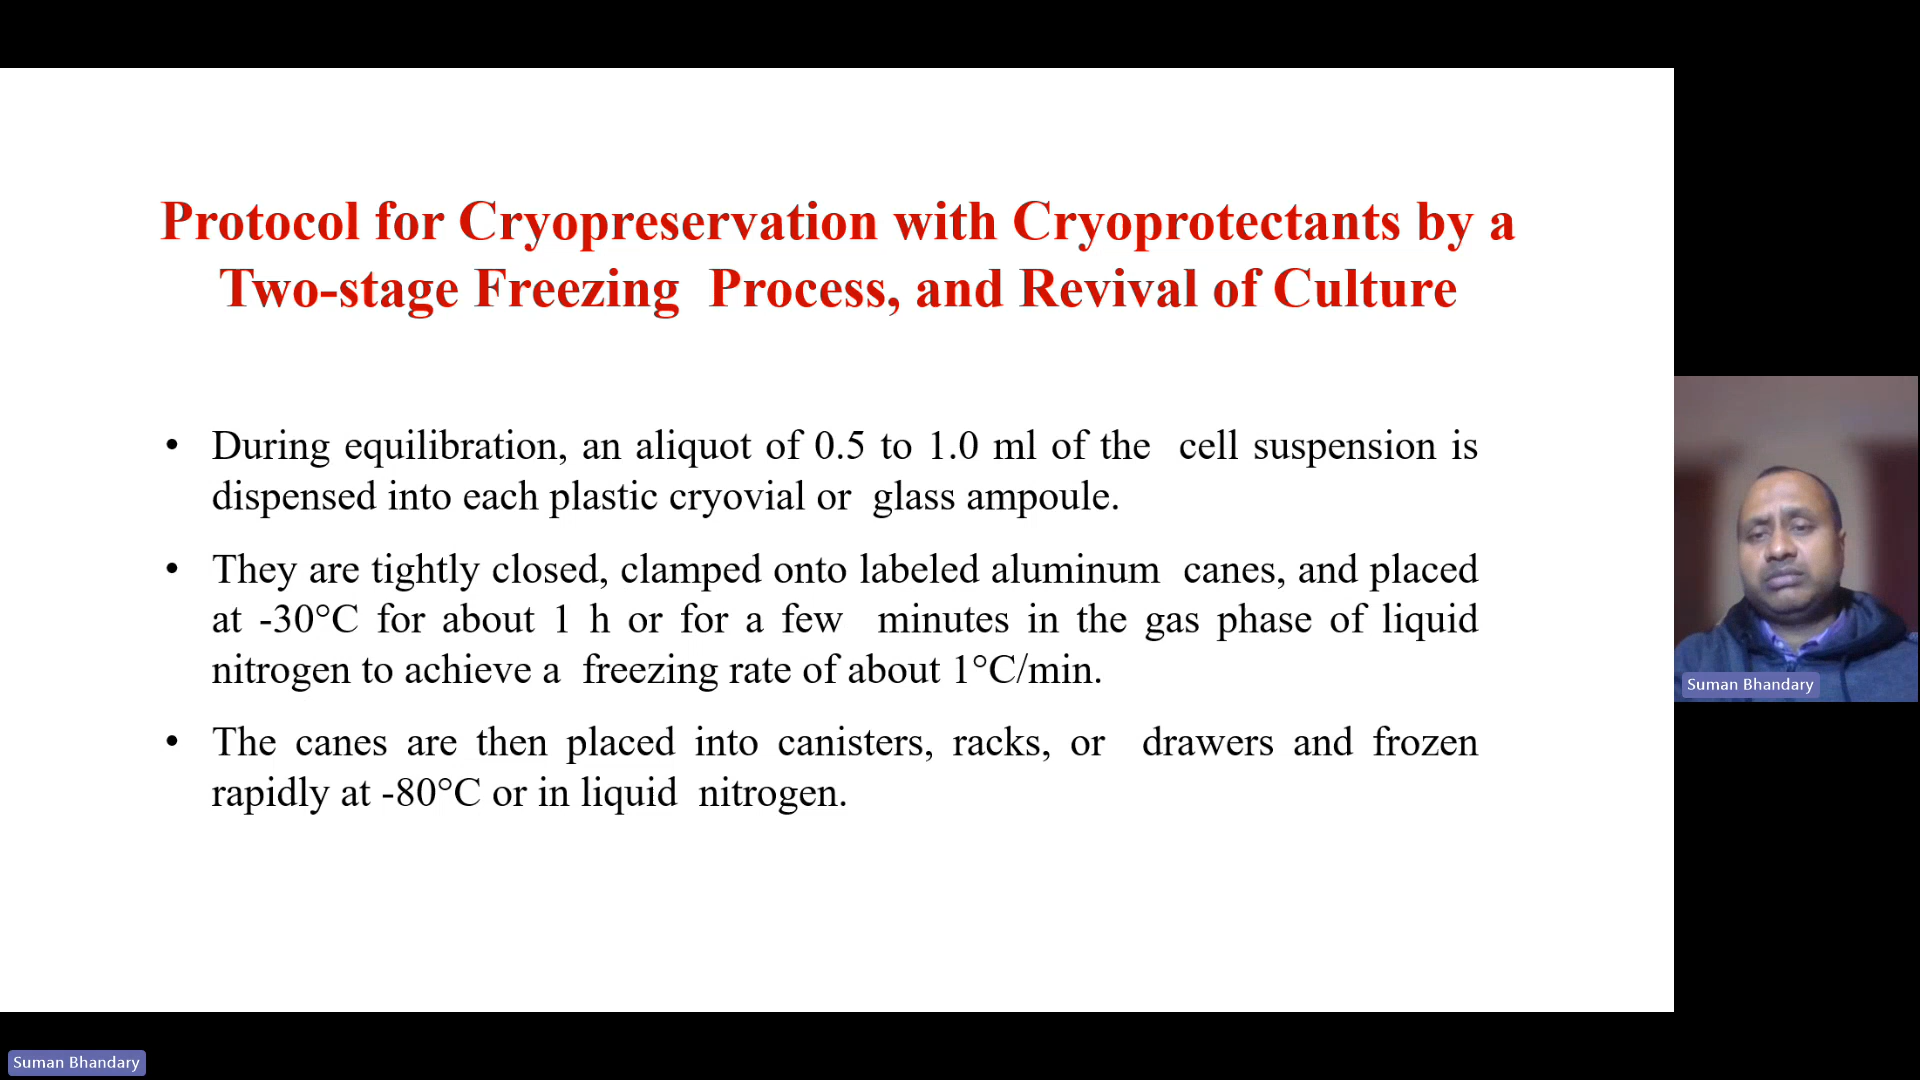 Protocol for Cryopreservation with Cryoprotectants by a
Two-stage Freezing Process, and Revival of Culture
• During equilibration, an aliquot of 0.5 to 1.0 ml of the cell suspension is
dispensed into each plastic cryovial or glass ampoule.
• They are tightly closed, clamped onto labeled aluminum canes, and placed
at -30°C for about 1 h or for a few minutes in the gas phase of liquid
nitrogen to achieve a freezing rate of about 1°C/min.
• The canes are then placed into canisters, racks, or drawers and frozen
rapidly at -80°C or in liquid nitrogen.
Suman Bhandary
Suman Bhandary